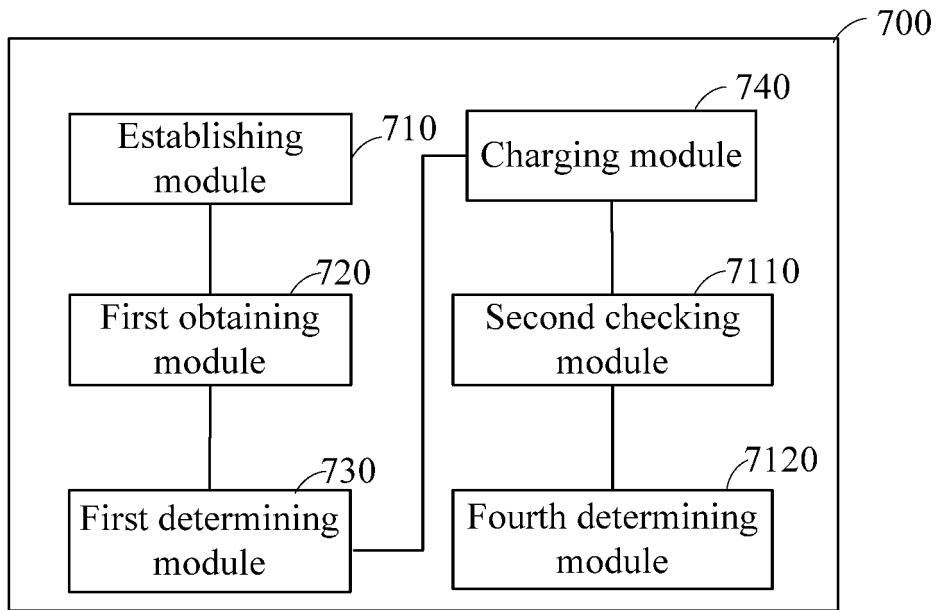 700
Establishing
module
710
First obtaining
module
720
First determining
module
730
Charging module
740
Second checking
module
7110
Fourth determining
module
7120